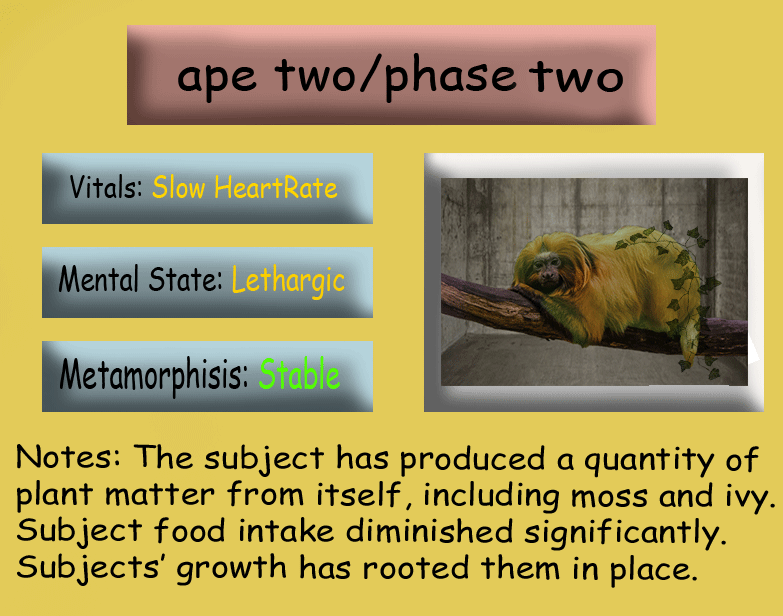 ape two/phase two
Vitals: Slow HeartRate
Mental State: Lethargic
Metamorphisis: Stable
Notes: The subject has produced a quantity of
plant matter from itself, including moss and ivy.
Subject food intake diminished significantly.
Subjects’ growth has rooted them in place.